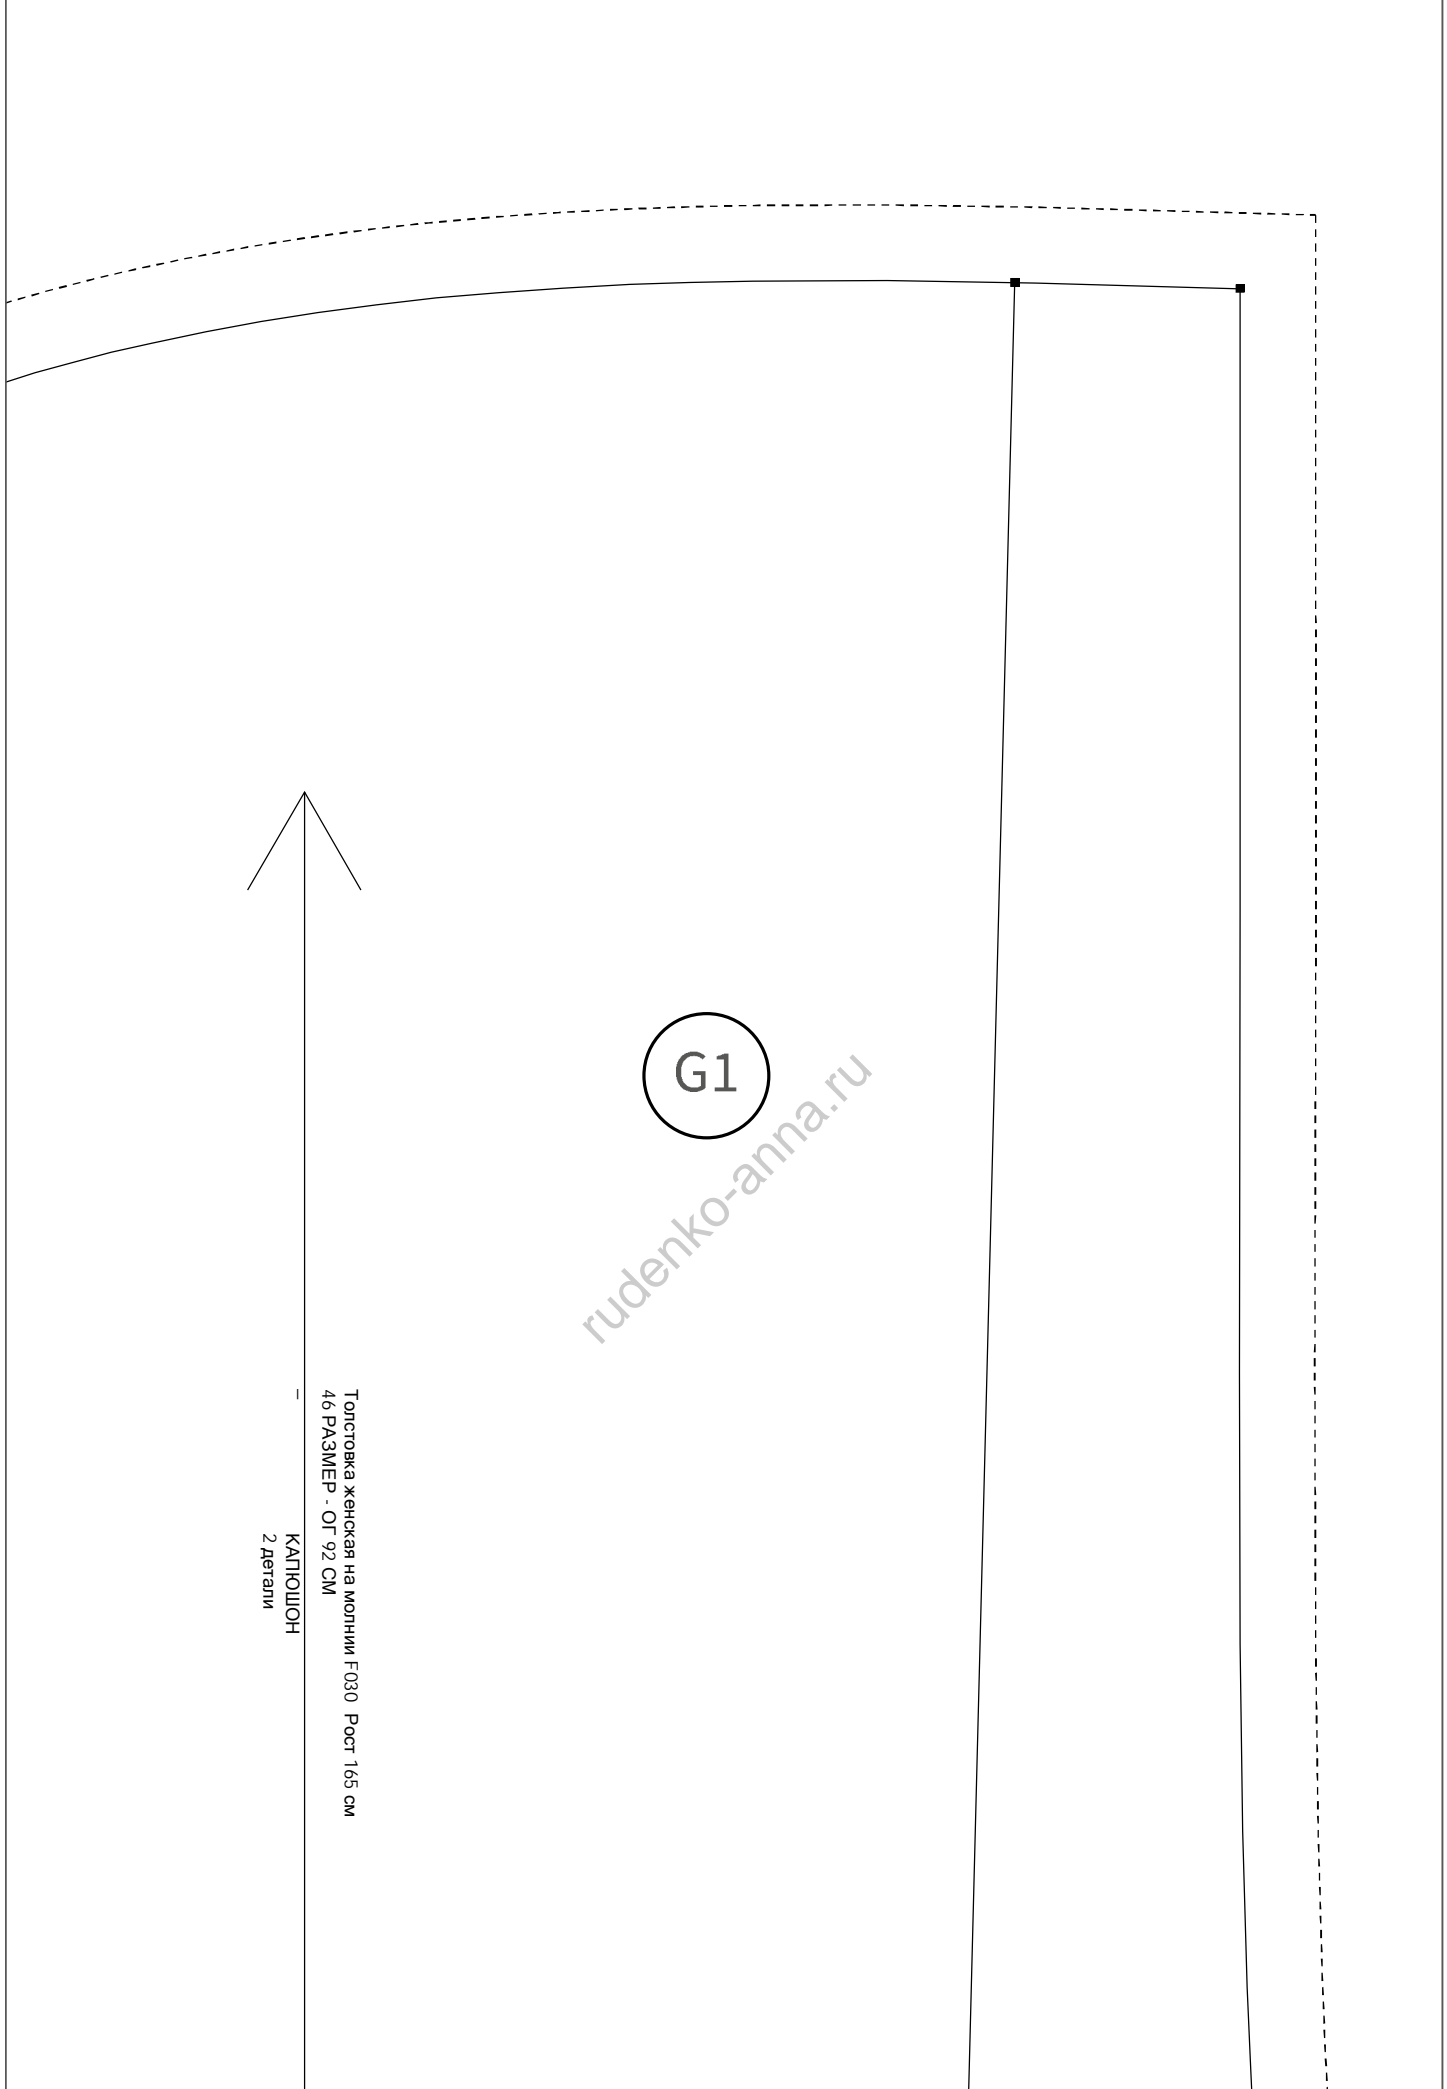 G1
rudenko-anna.ru
Толстовка женская на молнии F030 Рост 165 см
46 РАЗМЕР - ОГ 92 СМ
–
КАПЮШОН
2 детали